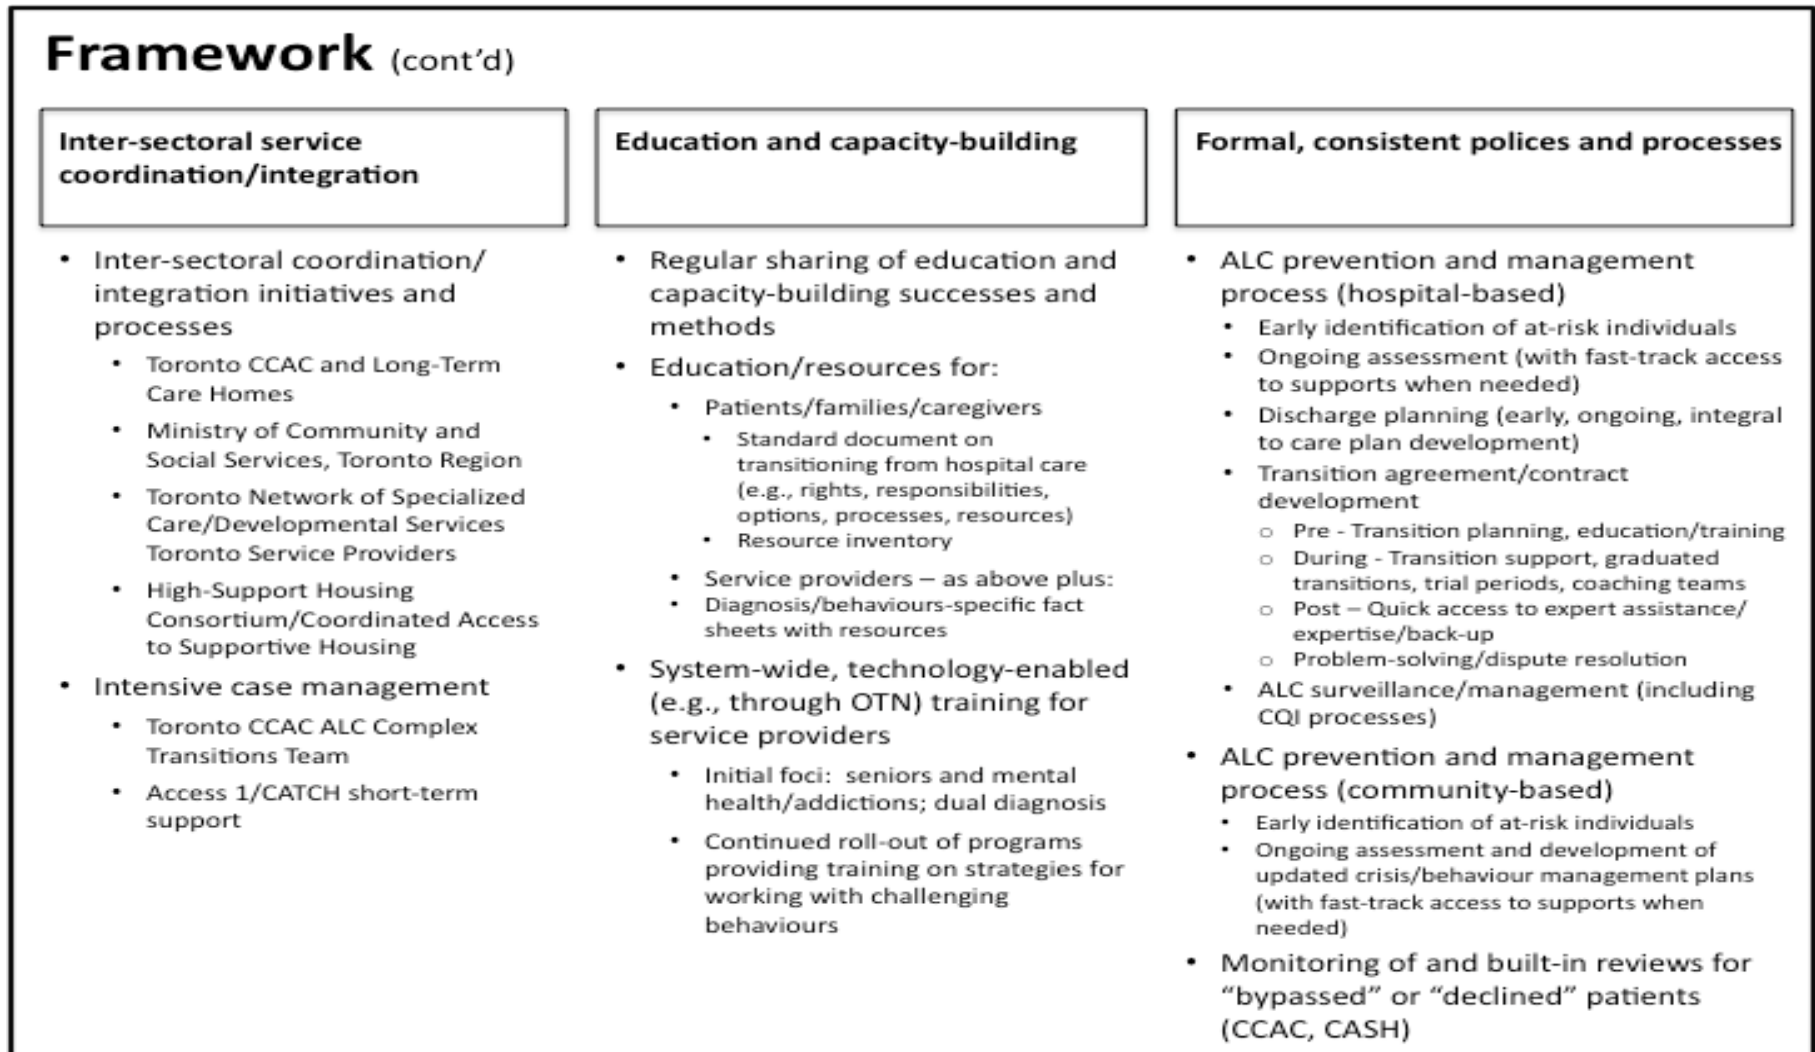 Framework (cont'd)
Inter-sectoral service
coordination/integration
• Inter-sectoral coordination/
integration initiatives and
processes
• Toronto CCAC and Long-Term
Care Homes
• Ministry of Community and
Social Services, Toronto Region
• Toronto Network of Specialized
Care/Developmental Services
Toronto Service Providers
• High-Support Housing
Consortium/Coordinated Access
to Supportive Housing
• Intensive case management
• Toronto CCAC ALC Complex
Transitions Team
• Access 1/CATCH short-term
support
Education and capacity-building
• Regular sharing of education and
capacity-building successes and
methods
• Education/resources for:
• Patients/families/caregivers
• Standard document on
transitioning from hospital care
(e.g., rights, responsibilities,
options, processes, resources)
• Resource inventory
• Service providers – as above plus:
• Diagnosis/behaviours-specific fact
sheets with resources
• System-wide, technology-enabled
(e.g., through OTN) training for
service providers
• Initial foci: seniors and mental
health/addictions; dual diagnosis
• Continued roll-out of programs
providing training on strategies for
working with challenging
behaviours
Formal, consistent polices and processes
• ALC prevention and management
process (hospital-based)
• Early identification of at-risk individuals
• Ongoing assessment (with fast-track access
to supports when needed)
• Discharge planning (early, ongoing, integral
to care plan development)
• Transition agreement/contract
development
○ Pre - Transition planning, education/training
○ During - Transition support, graduated
transitions, trial periods, coaching teams
○ Post – Quick access to expert assistance/
expertise/back-up
○ Problem-solving/dispute resolution
• ALC surveillance/management (including
CQI processes)
• ALC prevention and management
process (community-based)
• Early identification of at-risk individuals
• Ongoing assessment and development of
updated crisis/behaviour management plans
(with fast-track access to supports when
needed)
• Monitoring of and built-in reviews for
"bypassed" or "declined" patients
(CCAC, CASH)